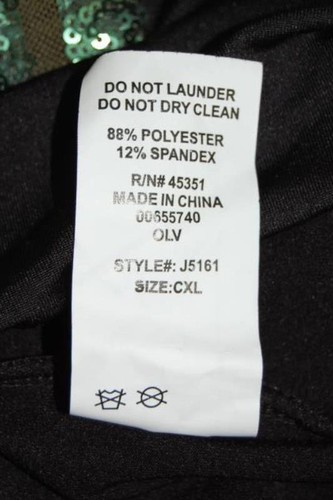 DO NOT LAUNDER
DO NOT DRY CLEAN
88% POLYESTER
12% SPANDEX
R/N# 45351
MADE IN CHINA
00655740
OLV
STYLE#: J5161
SIZE:CXL